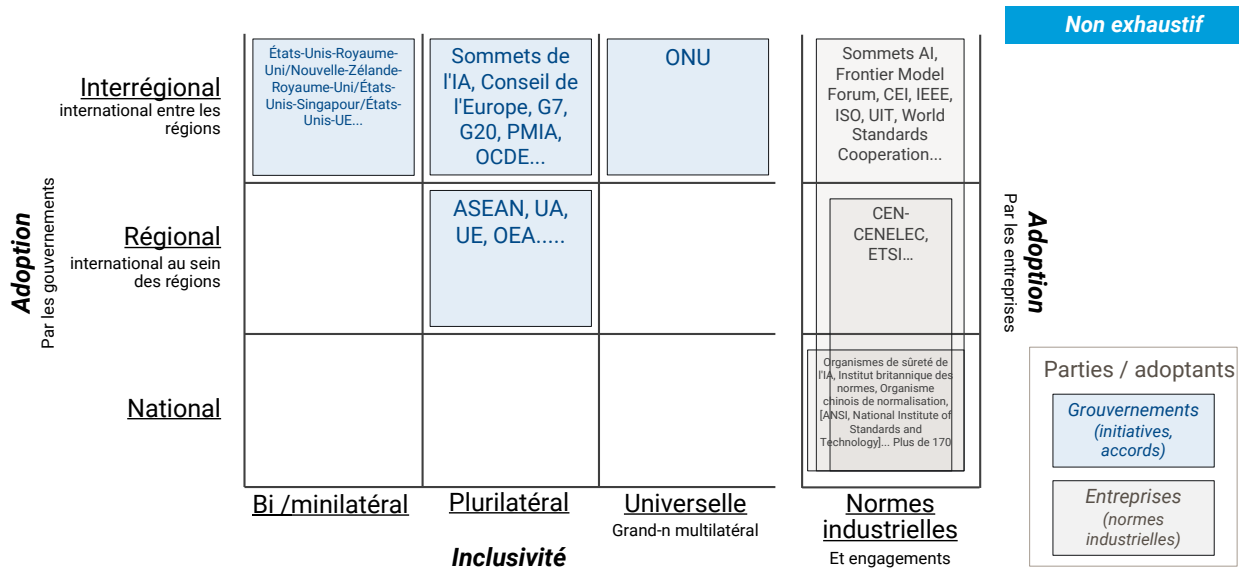 Non exhaustif
Interrégional
international entre les
régions
États-Unis-Royaume-
Uni/Nouvelle-Zélande-
Royaume-Uni/États-
Unis-Singapour/États-
Unis-UE...
Sommets de
l'IA, Conseil de
l'Europe, G7,
G20, PMIA,
OCDE...
ONU
Sommets AI,
Frontier Model
Forum, CEI, IEEE,
ISO, UIT, World
Standards
Cooperation...
Adoption
Par les gouvernements
Régional
international au sein
des régions
ASEAN, UA,
UE, OEA.....
CEN-
CENELEC,
ETSI…
Adoption
Par les entreprises
National
Organismes de sûreté de
l'IA, Institut britannique des
normes, Organisme
chinois de normalisation,
[ANSI, National Institute of
Standards and
Technology]... Plus de 170
Parties / adoptants
Grouvernements
(initiatives,
accords)
Entreprises
(normes
industrielles)
Bi /minilatéral
Plurilatéral
Universelle
Grand-n multilatéral
Normes
industrielles
Et engagements
Inclusivité